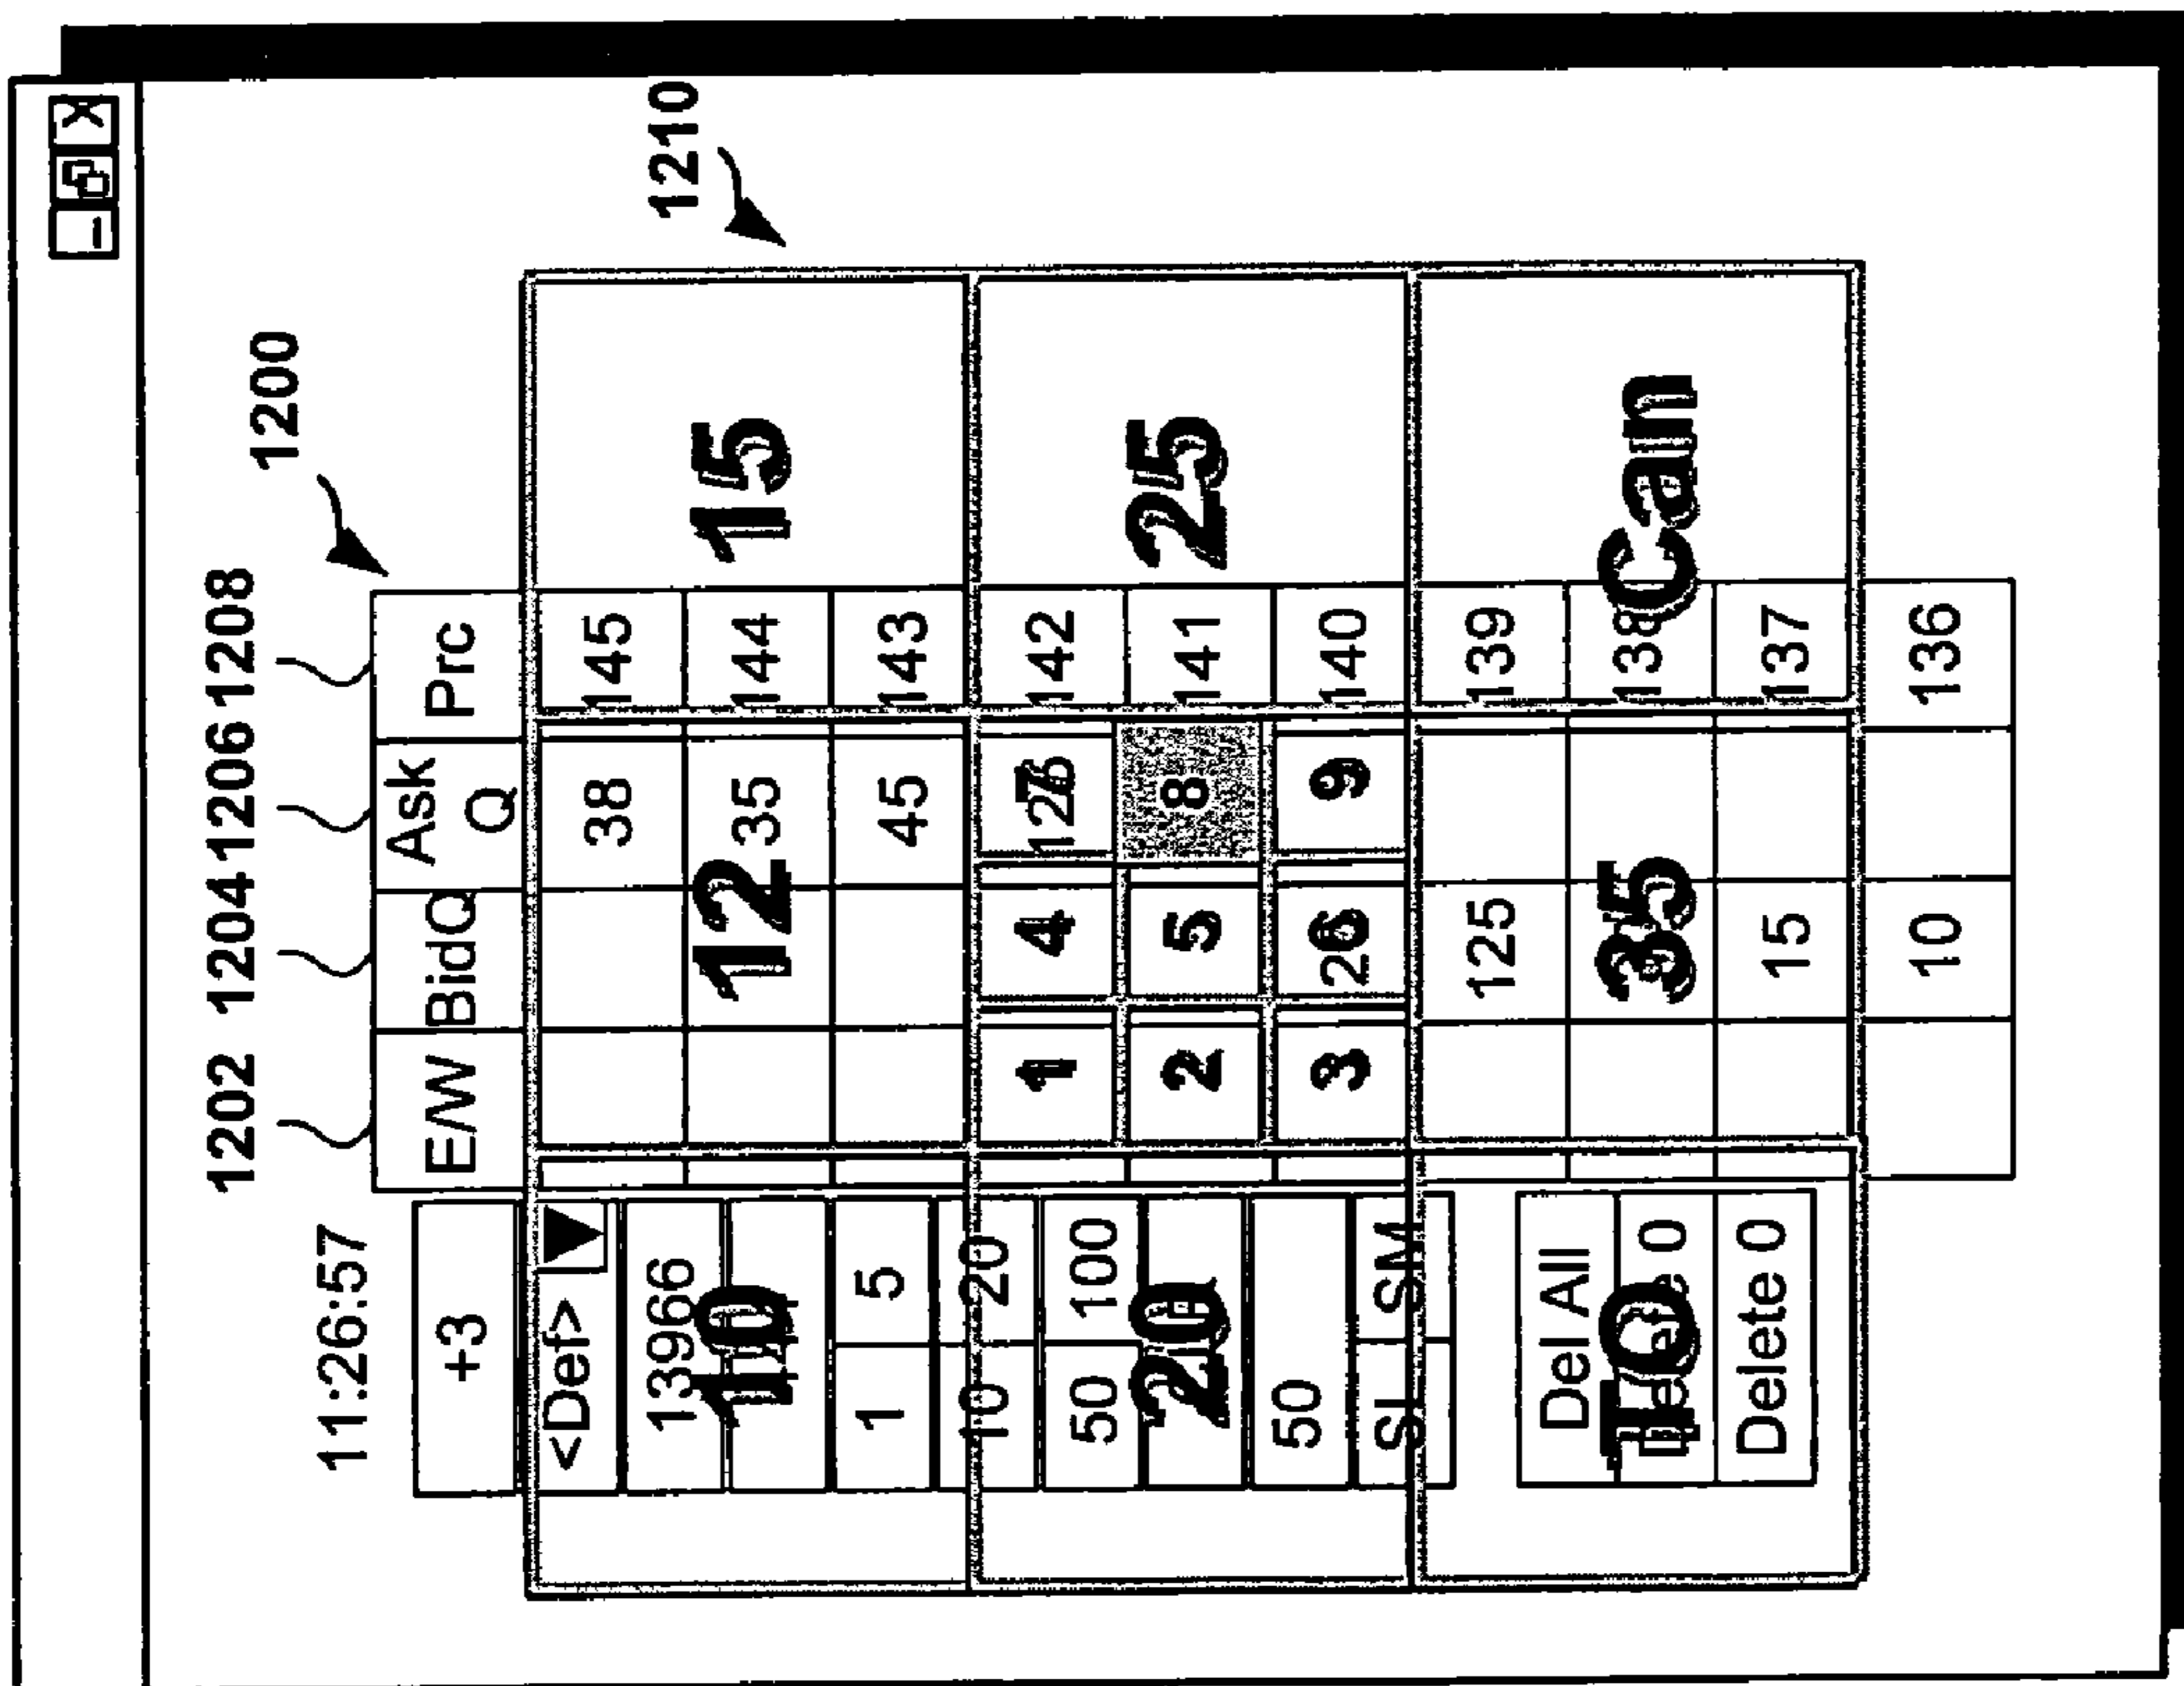 1202 1204 1206 1208
1200
11:26:57
+3 E/W BidQ Ask Q Prc
<Def> 38 145
13966
1210
10 12 35 144 15
1 5 45 143
10 20
1 4 7 126 142
50 100
20 2 5 8 141 25
50 3 6 26 9 140
SL SM
125 139
Del All
35 138 Can
Delete 0 15 137
10 136